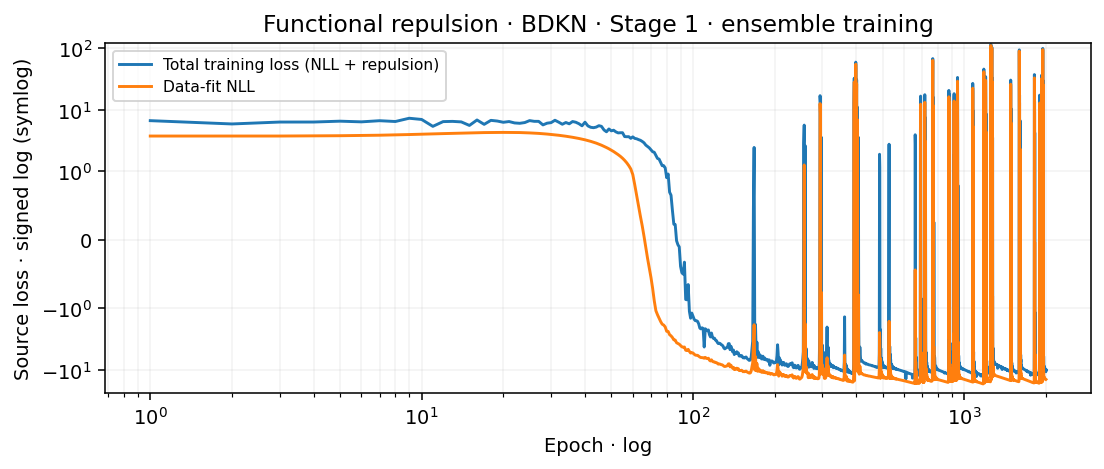 Functional repulsion · BDKN · Stage 1 · ensemble training
Total training loss (NLL + repulsion)
Data-fit NLL
Source loss · signed log (symlog)
10²
10¹
10⁰
0
−10⁰
−10¹
10⁰ 10¹ 10² 10³
Epoch · log